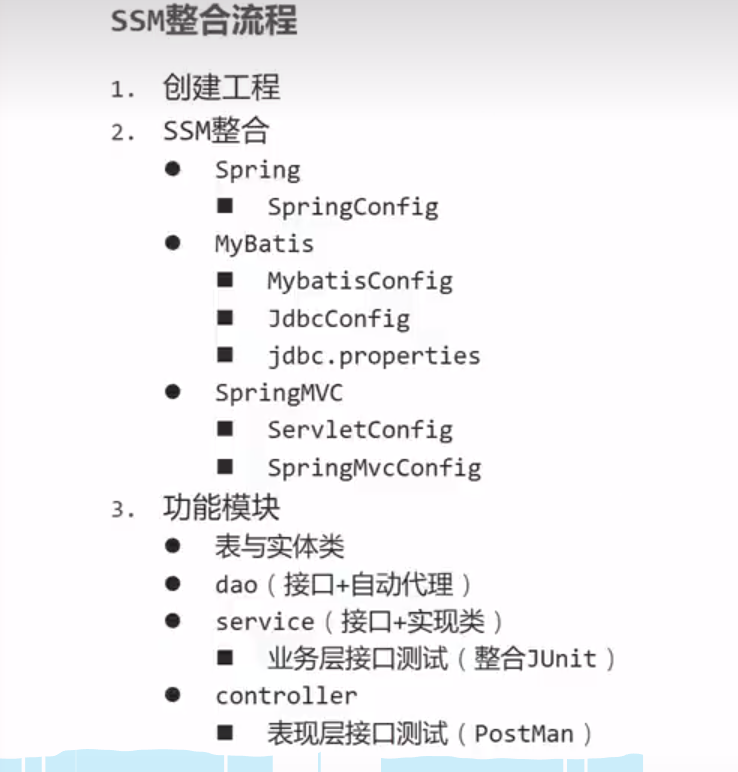 SSM整合流程
1. 创建工程
2. SSM整合
● Spring
■ SpringConfig
● MyBatis
■ MybatisConfig
■ JdbcConfig
■ jdbc.properties
● SpringMVC
■ ServletConfig
■ SpringMvcConfig
3. 功能模块
● 表与实体类
● dao（接口+自动代理）
● service（接口+实现类）
■ 业务层接口测试（整合JUnit）
● controller
■ 表现层接口测试（PostMan）